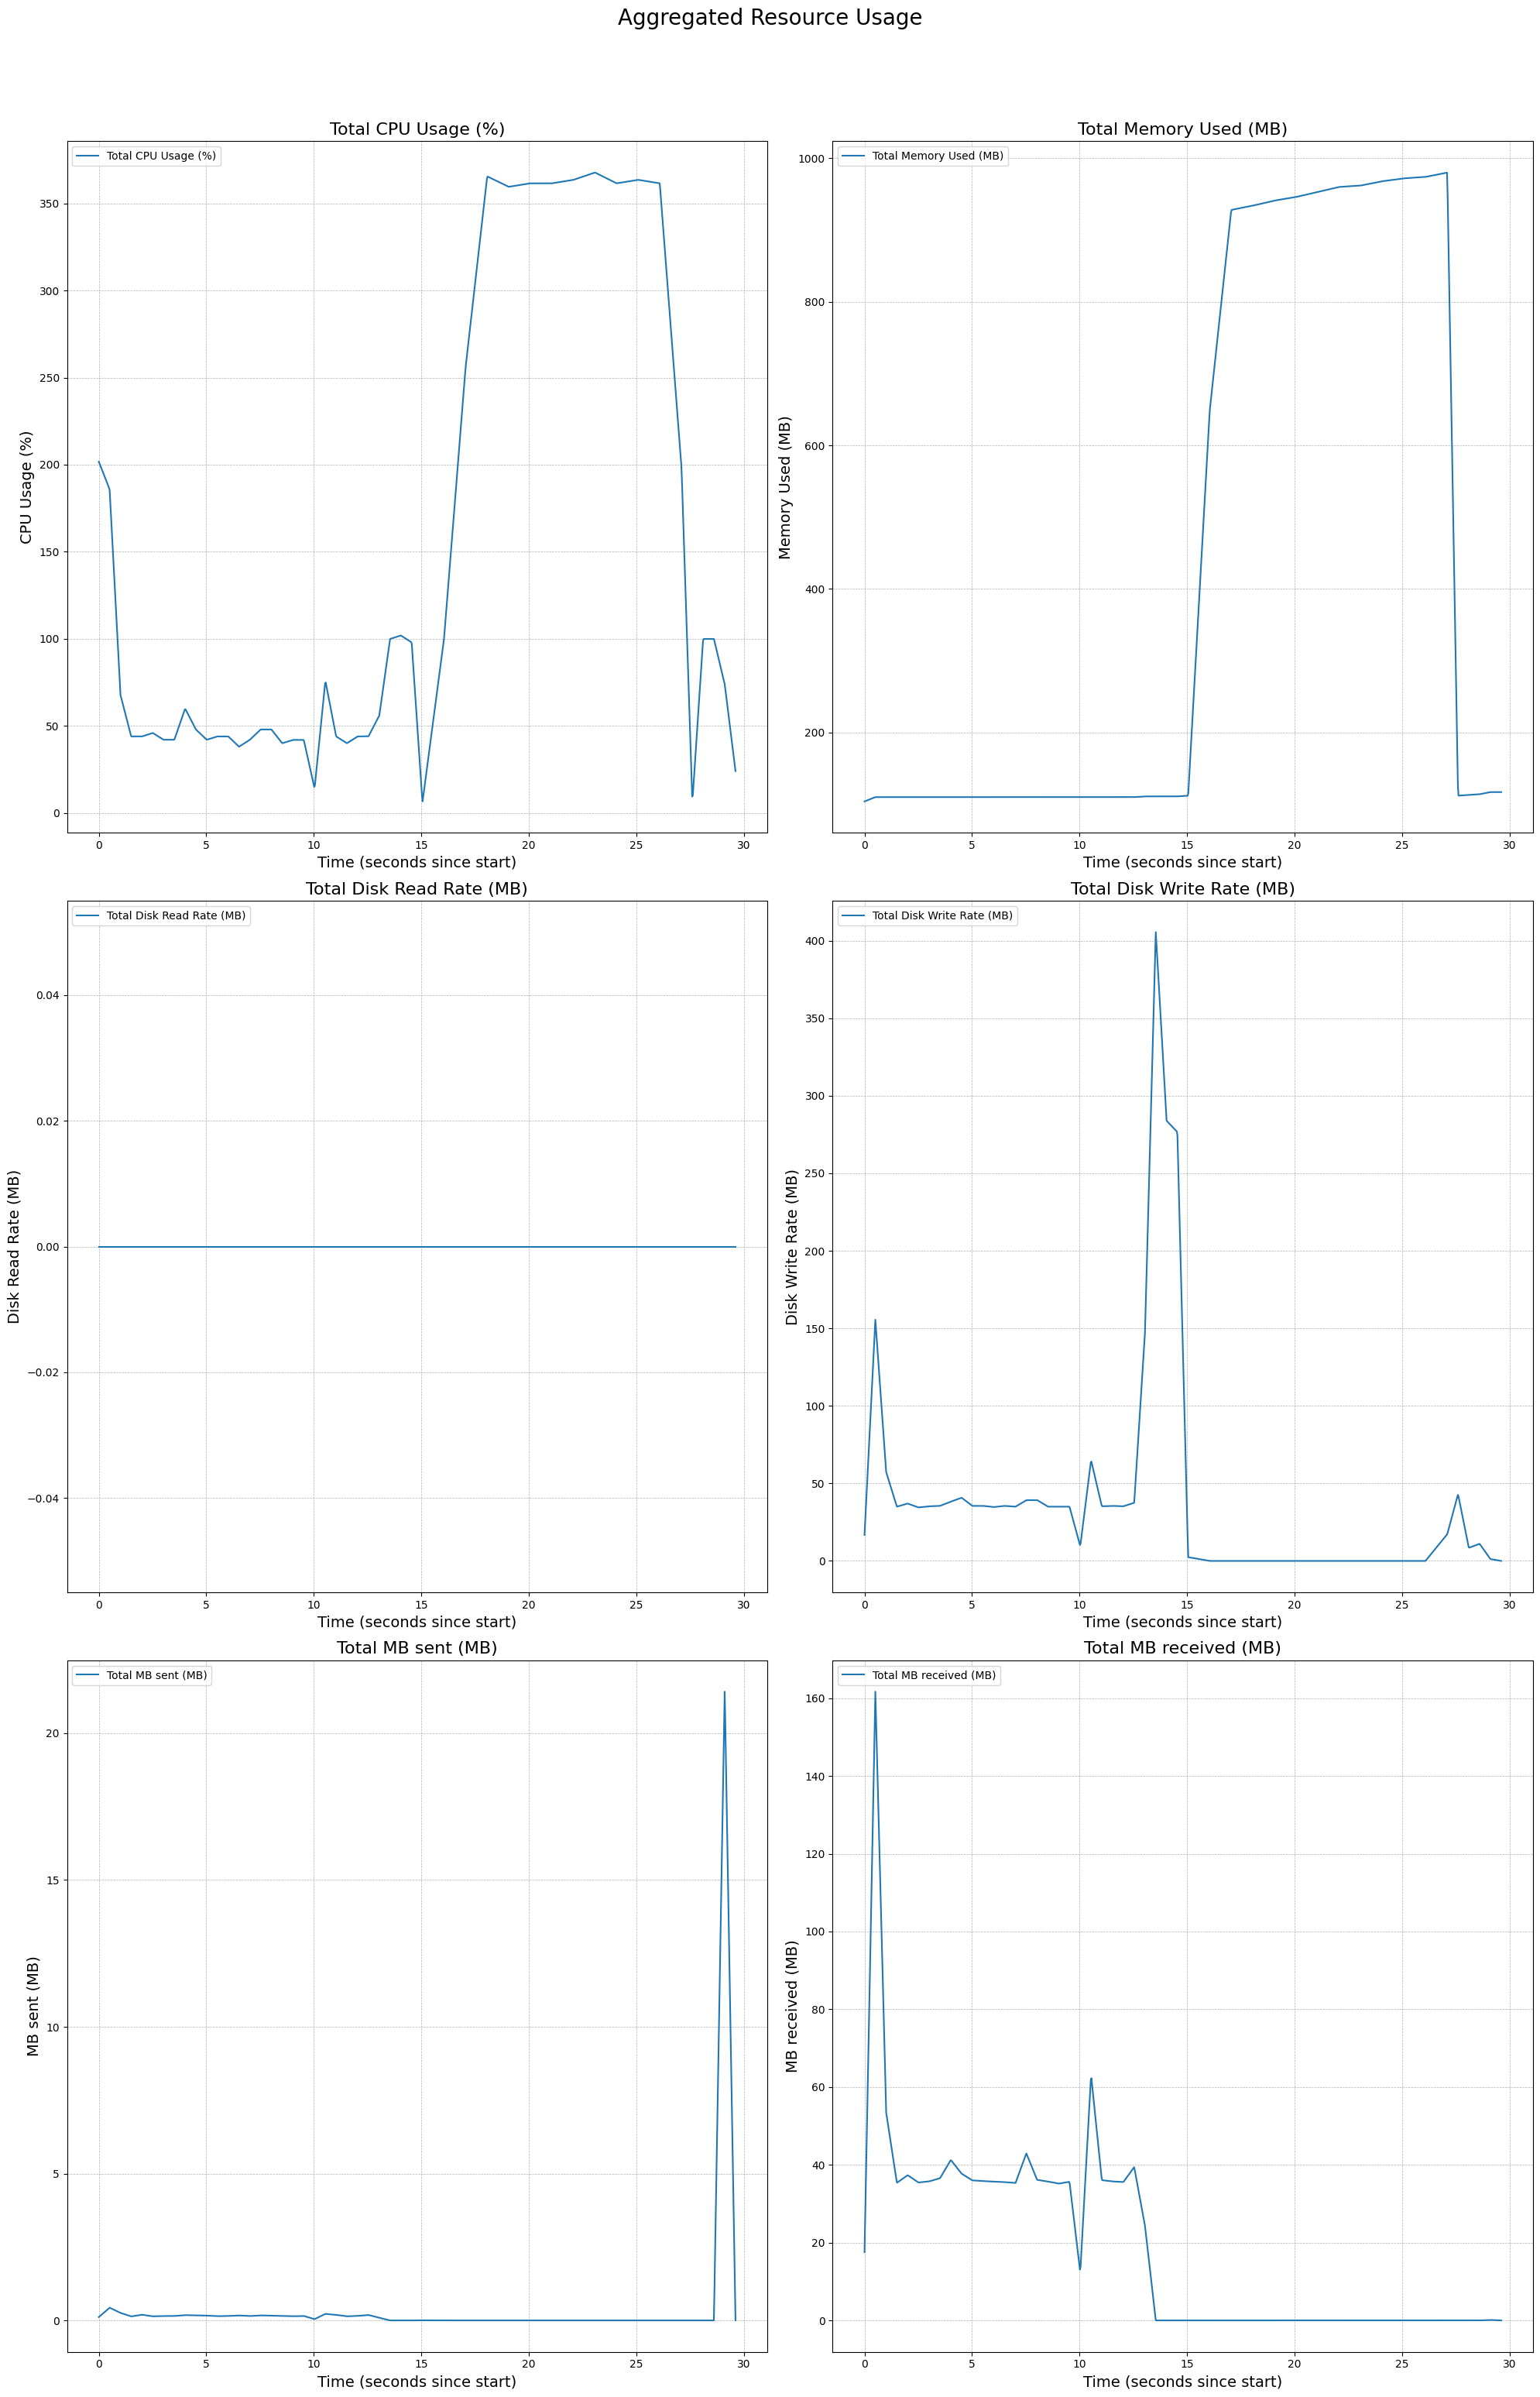 Aggregated Resource Usage
Total CPU Usage (%)
Total CPU Usage (%)
CPU Usage (%)
350
300
250
200
150
100
50
0
0 5 10 15 20 25 30
Time (seconds since start)
Total Memory Used (MB)
Total Memory Used (MB)
Memory Used (MB)
1000
800
600
400
200
0 5 10 15 20 25 30
Time (seconds since start)
Total Disk Read Rate (MB)
Total Disk Read Rate (MB)
Disk Read Rate (MB)
0.04
0.02
0.00
−0.02
−0.04
0 5 10 15 20 25 30
Time (seconds since start)
Total Disk Write Rate (MB)
Total Disk Write Rate (MB)
Disk Write Rate (MB)
400
350
300
250
200
150
100
50
0
0 5 10 15 20 25 30
Time (seconds since start)
Total MB sent (MB)
Total MB sent (MB)
MB sent (MB)
20
15
10
5
0
0 5 10 15 20 25 30
Time (seconds since start)
Total MB received (MB)
Total MB received (MB)
MB received (MB)
160
140
120
100
80
60
40
20
0
0 5 10 15 20 25 30
Time (seconds since start)